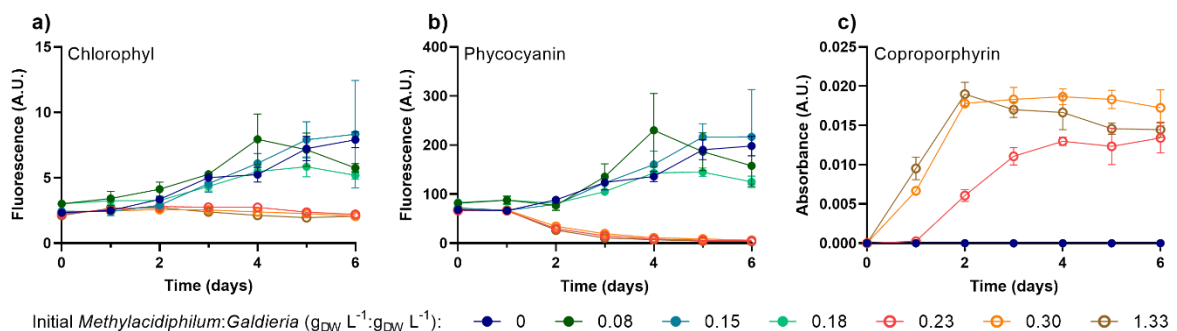 a)
Chlorophyl
Fluorescence (A.U.)
15
10
5
0
0 2 4 6
Time (days)
b)
Phycocyanin
Fluorescence (A.U.)
400
300
200
100
0
0 2 4 6
Time (days)
c)
Coproporphyrin
Absorbance (A.U.)
0.025
0.020
0.015
0.010
0.005
0.000
0 2 4 6
Time (days)
Initial Methylacidiphilum:Galdieria (gDW L⁻¹:gDW L⁻¹): 0 0.08 0.15 0.18 0.23 0.30 1.33